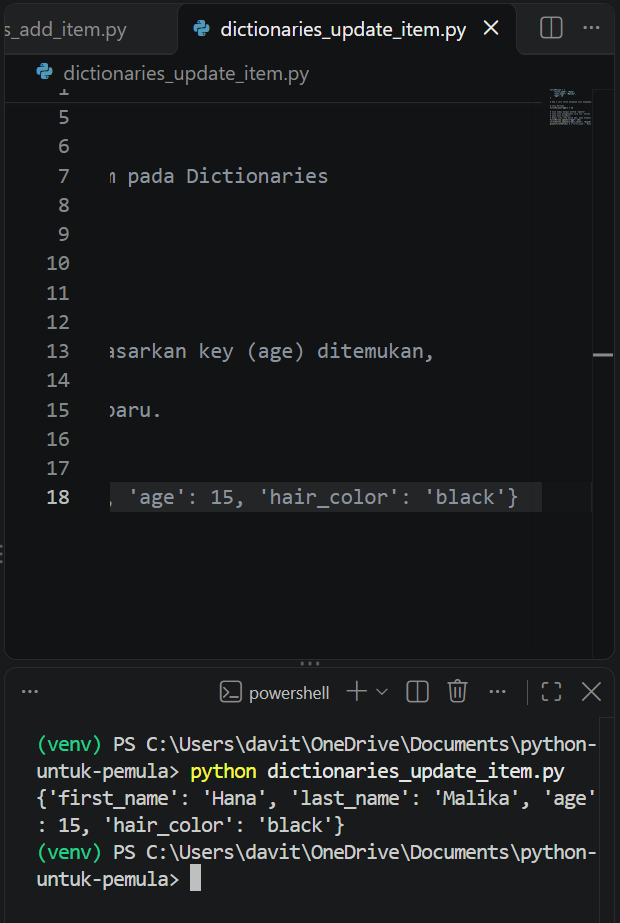 s_add_item.py
dictionaries_update_item.py
dictionaries_update_item.py
5
6
7 pada Dictionaries
8
9
10
11
12
13 asarkan key (age) ditemukan,
14
15 baru.
16
17
18 , 'age': 15, 'hair_color': 'black'}
powershell
(venv) PS C:\Users\davit\OneDrive\Documents\python-
untuk-pemula> python dictionaries_update_item.py
{'first_name': 'Hana', 'last_name': 'Malika', 'age'
: 15, 'hair_color': 'black'}
(venv) PS C:\Users\davit\OneDrive\Documents\python-
untuk-pemula>